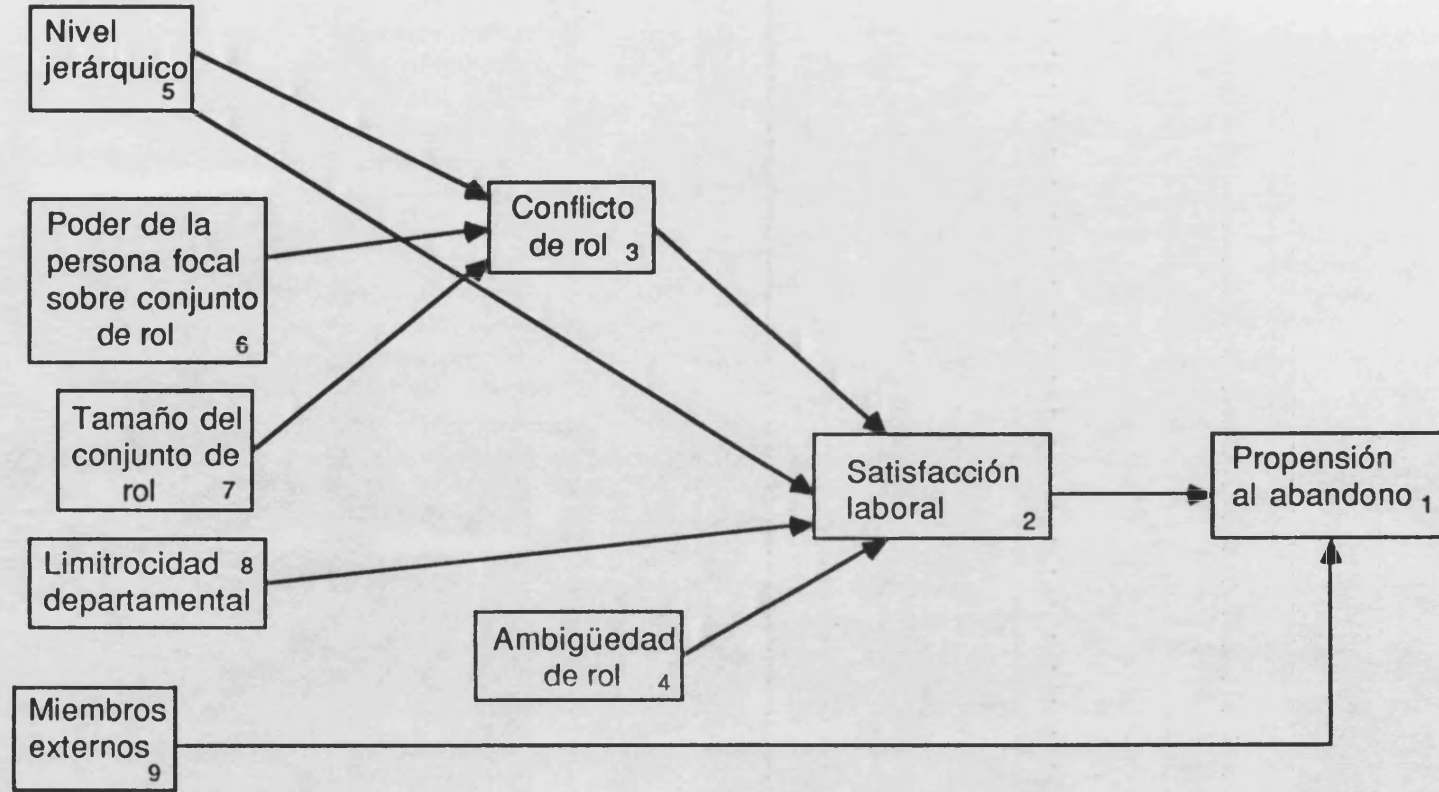 Nivel
jerárquico
5
Poder de la
persona focal
sobre conjunto
de rol 6
Tamaño del
conjunto de
rol 7
Limitrocidad 8
departamental
Miembros
externos
9
Conflicto
de rol 3
Ambigüedad
de rol 4
Satisfacción
laboral 2
Propensión
al abandono 1